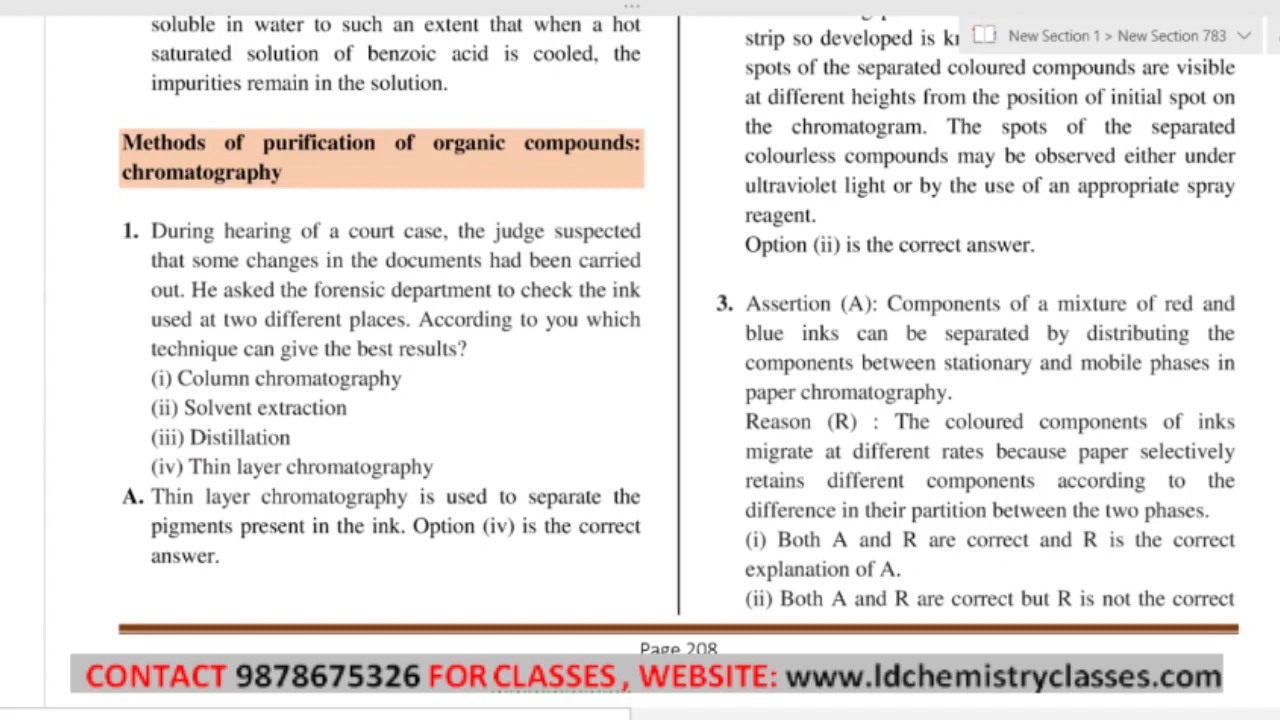 soluble in water to such an extent that when a hot
saturated solution of benzoic acid is cooled, the
impurities remain in the solution.
Methods of purification of organic compounds:
chromatography
1. During hearing of a court case, the judge suspected
that some changes in the documents had been carried
out. He asked the forensic department to check the ink
used at two different places. According to you which
technique can give the best results?
(i) Column chromatography
(ii) Solvent extraction
(iii) Distillation
(iv) Thin layer chromatography
A. Thin layer chromatography is used to separate the
pigments present in the ink. Option (iv) is the correct
answer.
New Section 1 > New Section 783
strip so developed is
spots of the separated coloured compounds are visible
at different heights from the position of initial spot on
the chromatogram. The spots of the separated
colourless compounds may be observed either under
ultraviolet light or by the use of an appropriate spray
reagent.
Option (ii) is the correct answer.
3. Assertion (A): Components of a mixture of red and
blue inks can be separated by distributing the
components between stationary and mobile phases in
paper chromatography.
Reason (R) : The coloured components of inks
migrate at different rates because paper selectively
retains different components according to the
difference in their partition between the two phases.
(i) Both A and R are correct and R is the correct
explanation of A.
(ii) Both A and R are correct but R is not the correct
Page 208
CONTACT 9878675326 FOR CLASSES , WEBSITE: www.ldchemistryclasses.com